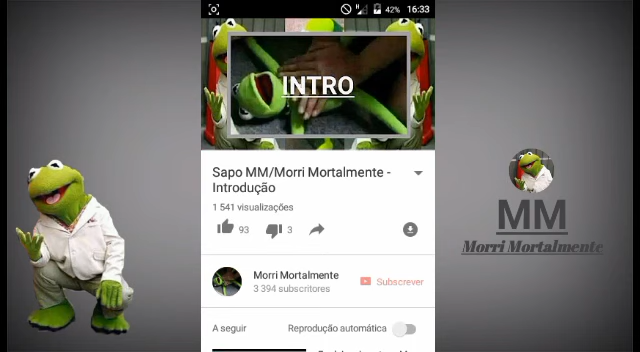 42% 16:33
INTRO
Sapo MM/Morri Mortalmente -
Introdução
1 541 visualizações
93 3
Morri Mortalmente
3 394 subscritores
Subscrever
A seguir Reprodução automática
MM
Morri Mortalmente